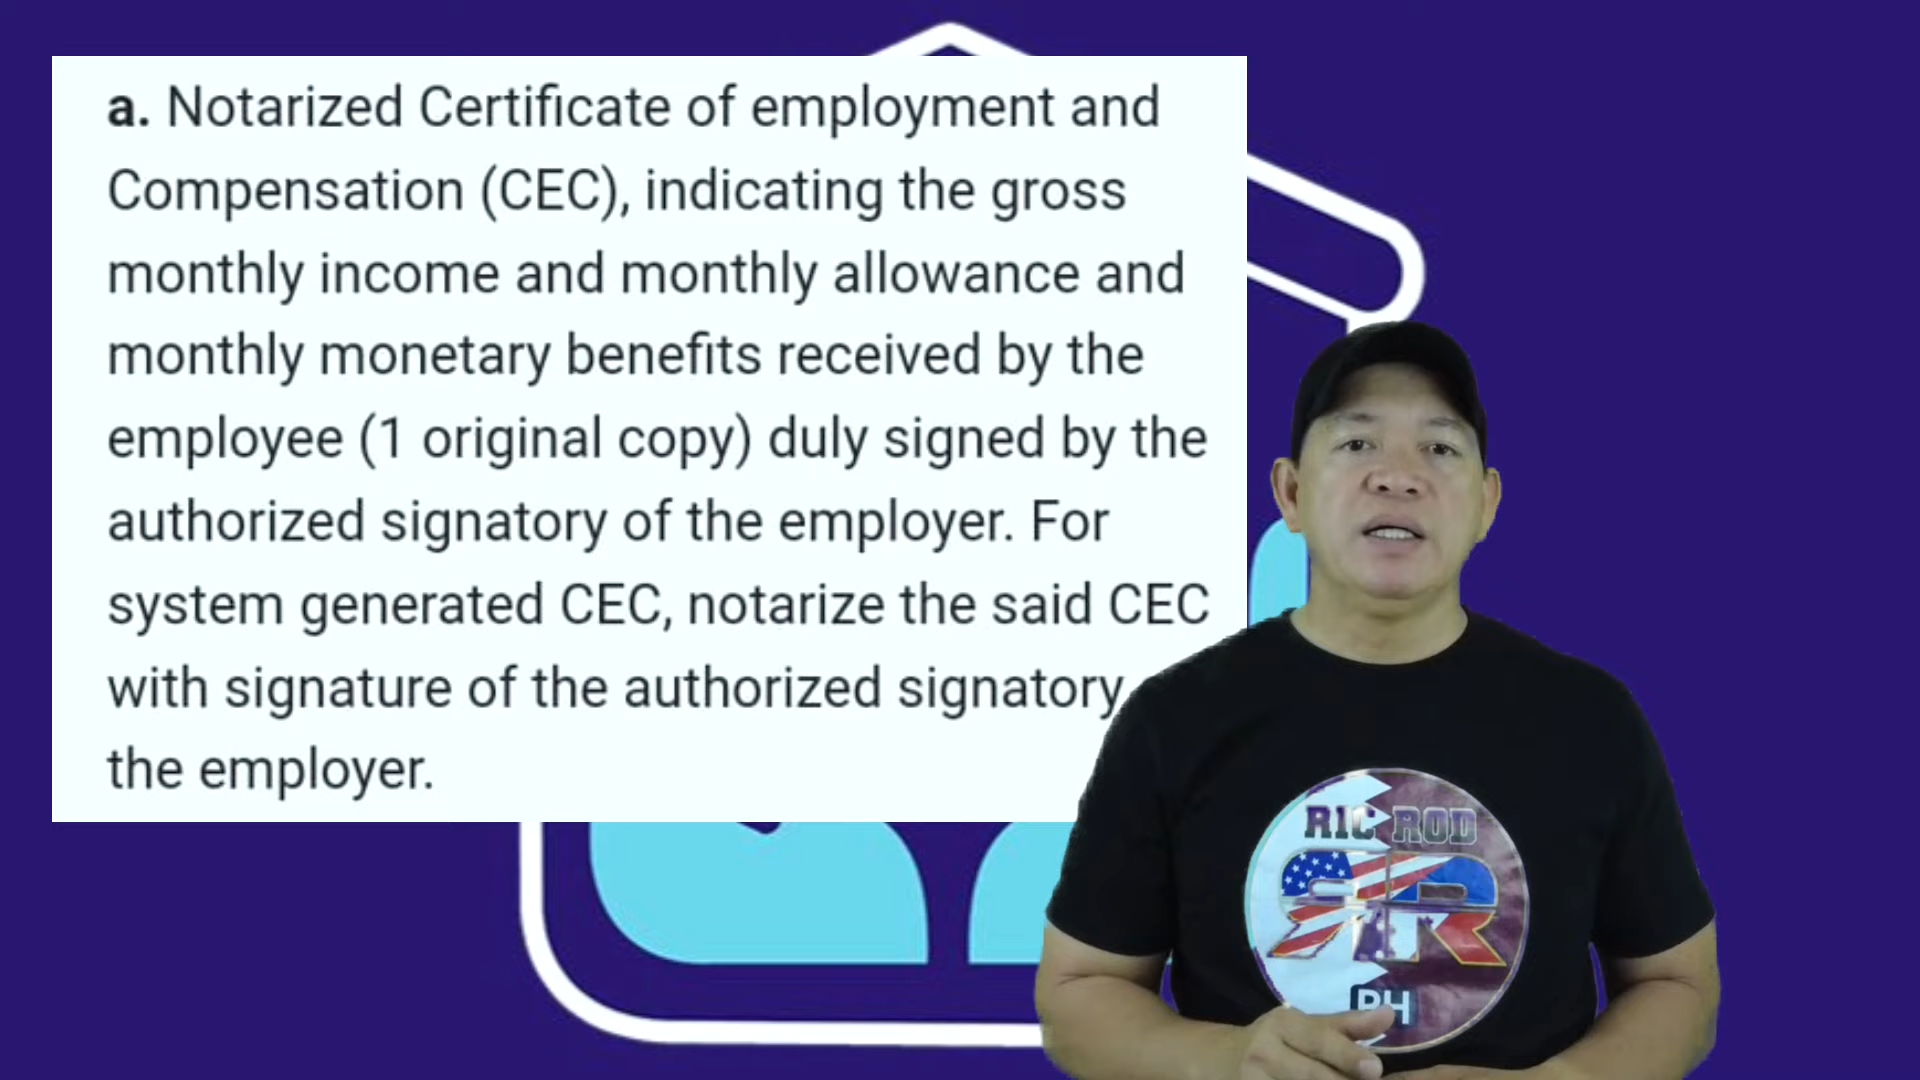 a. Notarized Certificate of employment and
Compensation (CEC), indicating the gross
monthly income and monthly allowance and
monthly monetary benefits received by the
employee (1 original copy) duly signed by the
authorized signatory of the employer. For
system generated CEC, notarize the said CEC
with signature of the authorized signatory
the employer.
RIC ROD
RR
PH